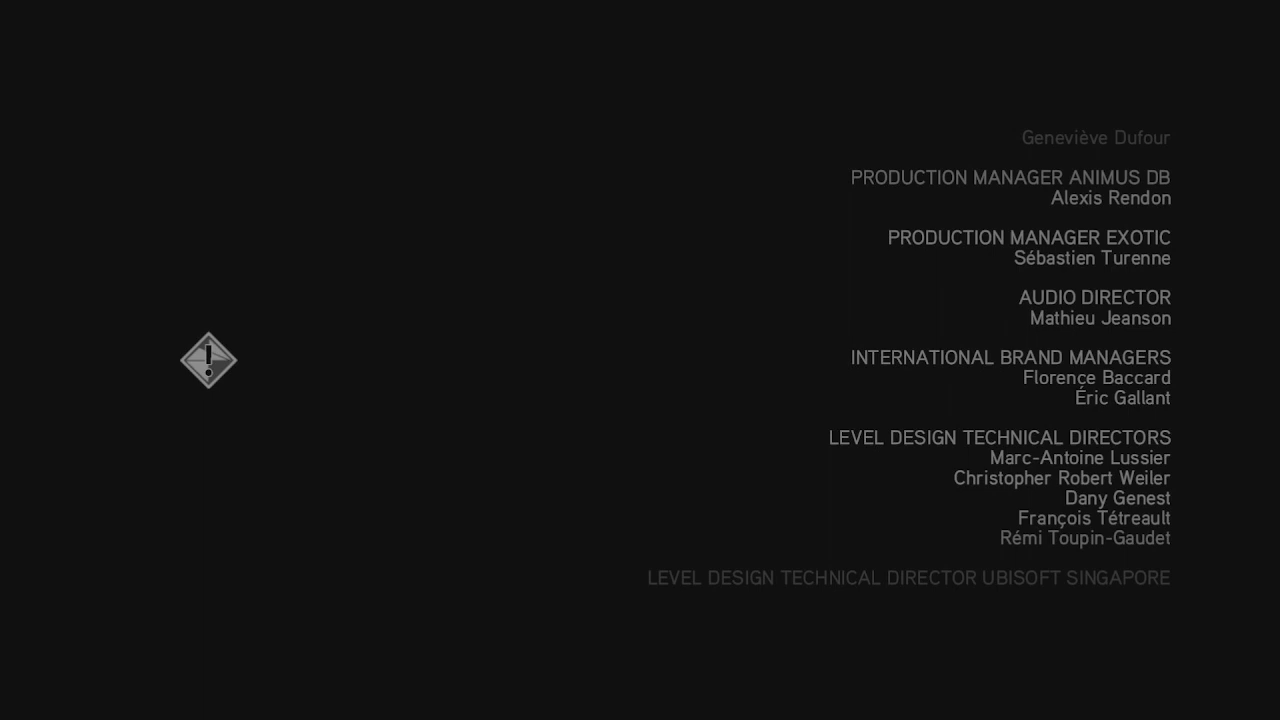 Geneviève Dufour
PRODUCTION MANAGER ANIMUS DB
Alexis Rendon
PRODUCTION MANAGER EXOTIC
Sébastien Turenne
AUDIO DIRECTOR
Mathieu Jeanson
INTERNATIONAL BRAND MANAGERS
Florence Baccard
Éric Gallant
LEVEL DESIGN TECHNICAL DIRECTORS
Marc-Antoine Lussier
Christopher Robert Weiler
Dany Genest
François Tétreault
Rémi Toupin-Gaudet
LEVEL DESIGN TECHNICAL DIRECTOR UBISOFT SINGAPORE